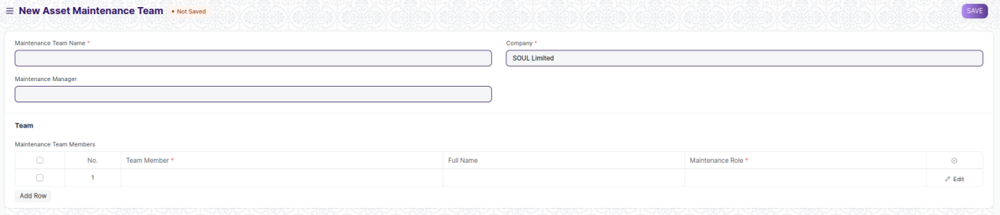 New Asset Maintenance Team • Not Saved SAVE
Maintenance Team Name * Company *
SOUL Limited
Maintenance Manager
Team
Maintenance Team Members
No. Team Member * Full Name Maintenance Role *
1 Edit
Add Row